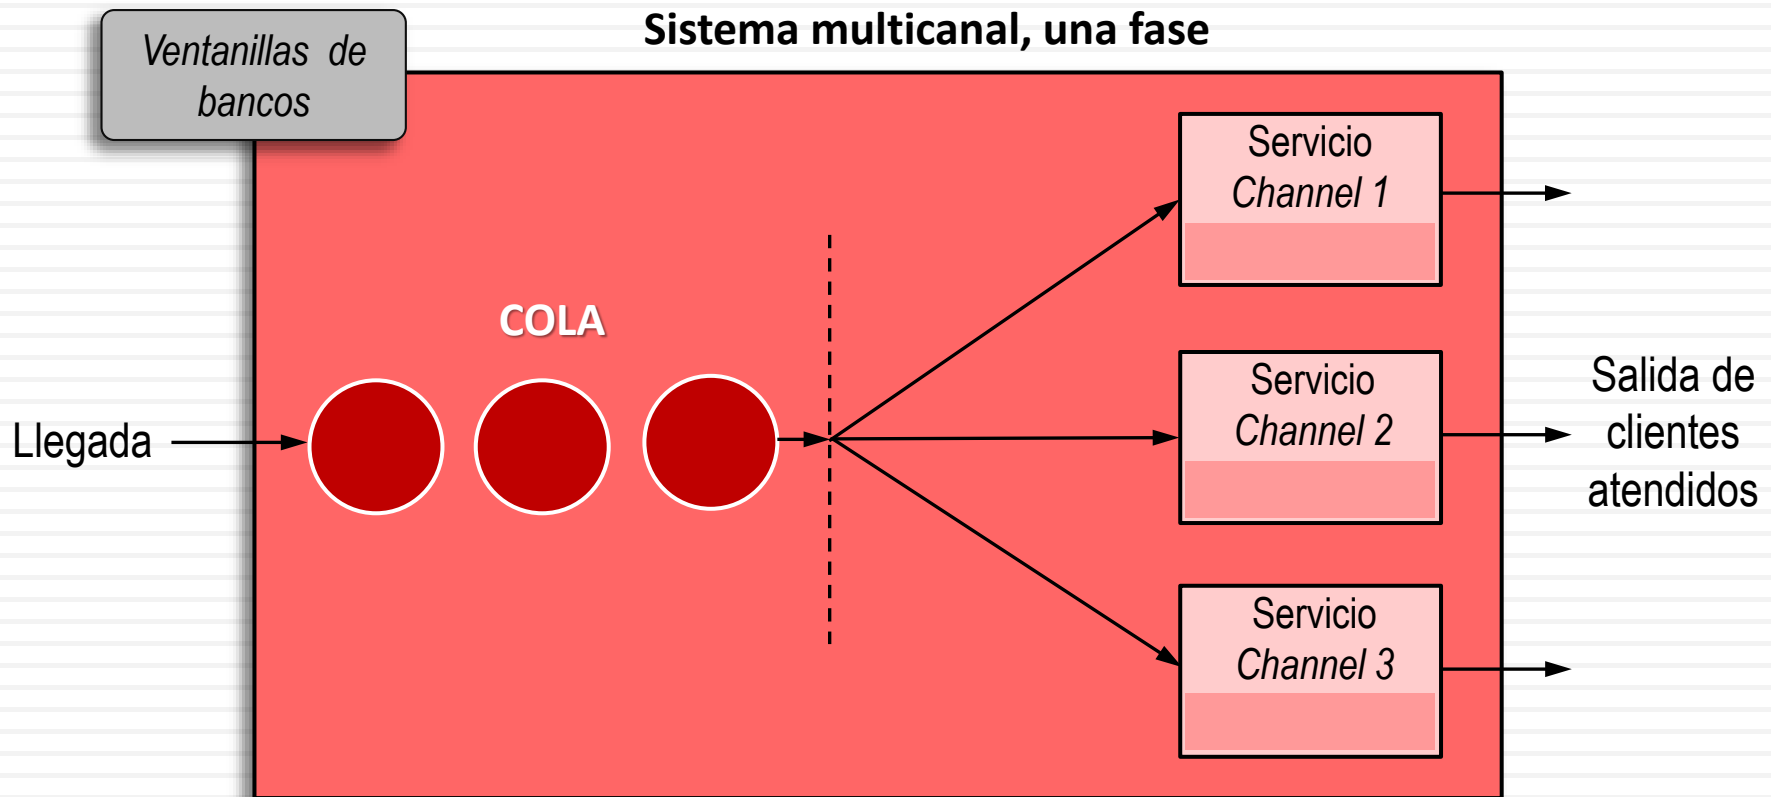 Sistema multicanal, una fase
Ventanillas de
bancos
Servicio
Channel 1
COLA
Llegada
Servicio
Channel 2
Salida de
clientes
atendidos
Servicio
Channel 3